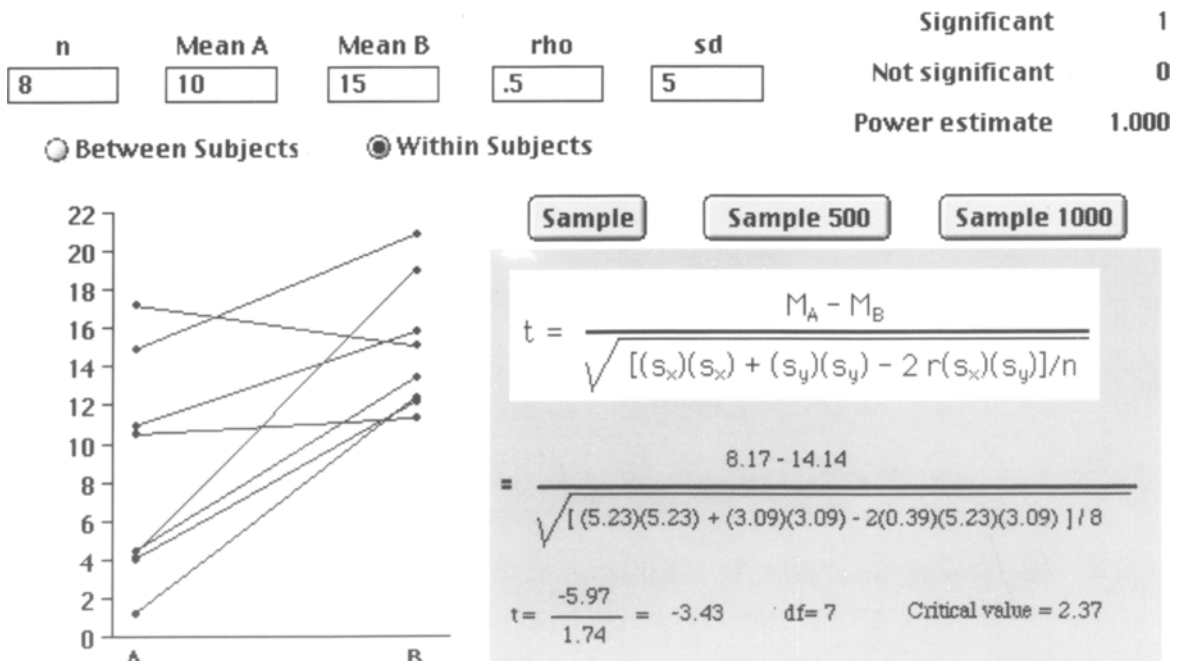 n Mean A Mean B rho sd
8 10 15 .5 5
Significant 1
Not significant 0
Power estimate 1.000
Between Subjects Within Subjects
Sample Sample 500 Sample 1000
22
20
18
16
14
12
10
8
6
4
2
0
A B
t = M_A - M_B
√ [(s_x)(s_x) + (s_y)(s_y) - 2 r(s_x)(s_y)]/n
= 8.17 - 14.14
√ [ (5.23)(5.23) + (3.09)(3.09) - 2(0.39)(5.23)(3.09) ] / 8
t= -5.97 / 1.74 = -3.43 df= 7 Critical value = 2.37